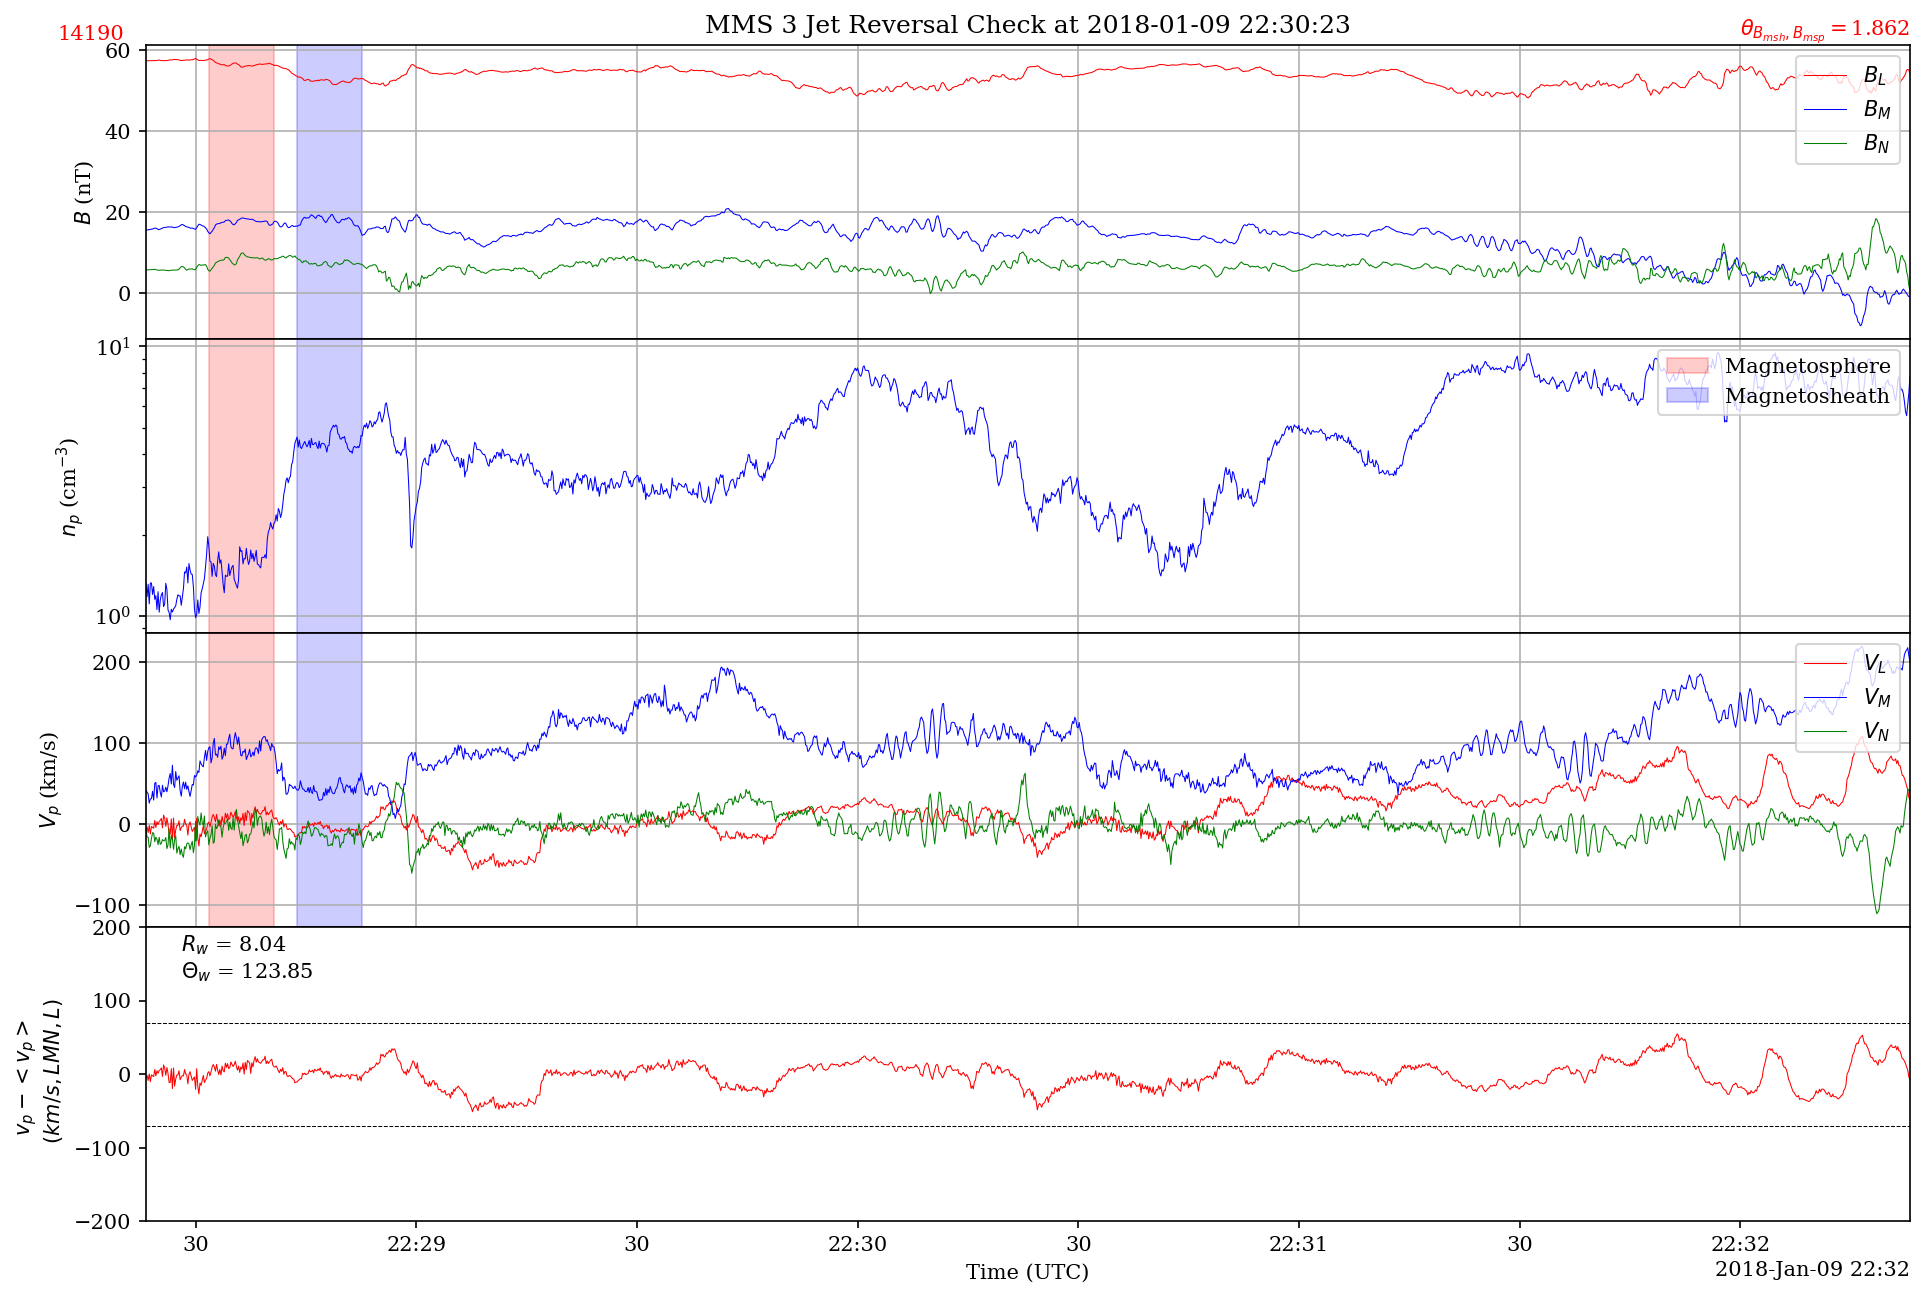 14190
MMS 3 Jet Reversal Check at 2018-01-09 22:30:23
θ_{B_{msh}, B_{msp}} = 1.862
60
40
20
0
B (nT)
B_L
B_M
B_N
10^1
10^0
n_p (cm^{-3})
Magnetosphere
Magnetosheath
200
100
0
−100
V_p (km/s)
V_L
V_M
V_N
200
100
0
−100
−200
v_p − < v_p >
(km/s, LMN, L)
R_w = 8.04
Θ_w = 123.85
30
22:29
30
22:30
30
22:31
30
22:32
Time (UTC)
2018-Jan-09 22:32